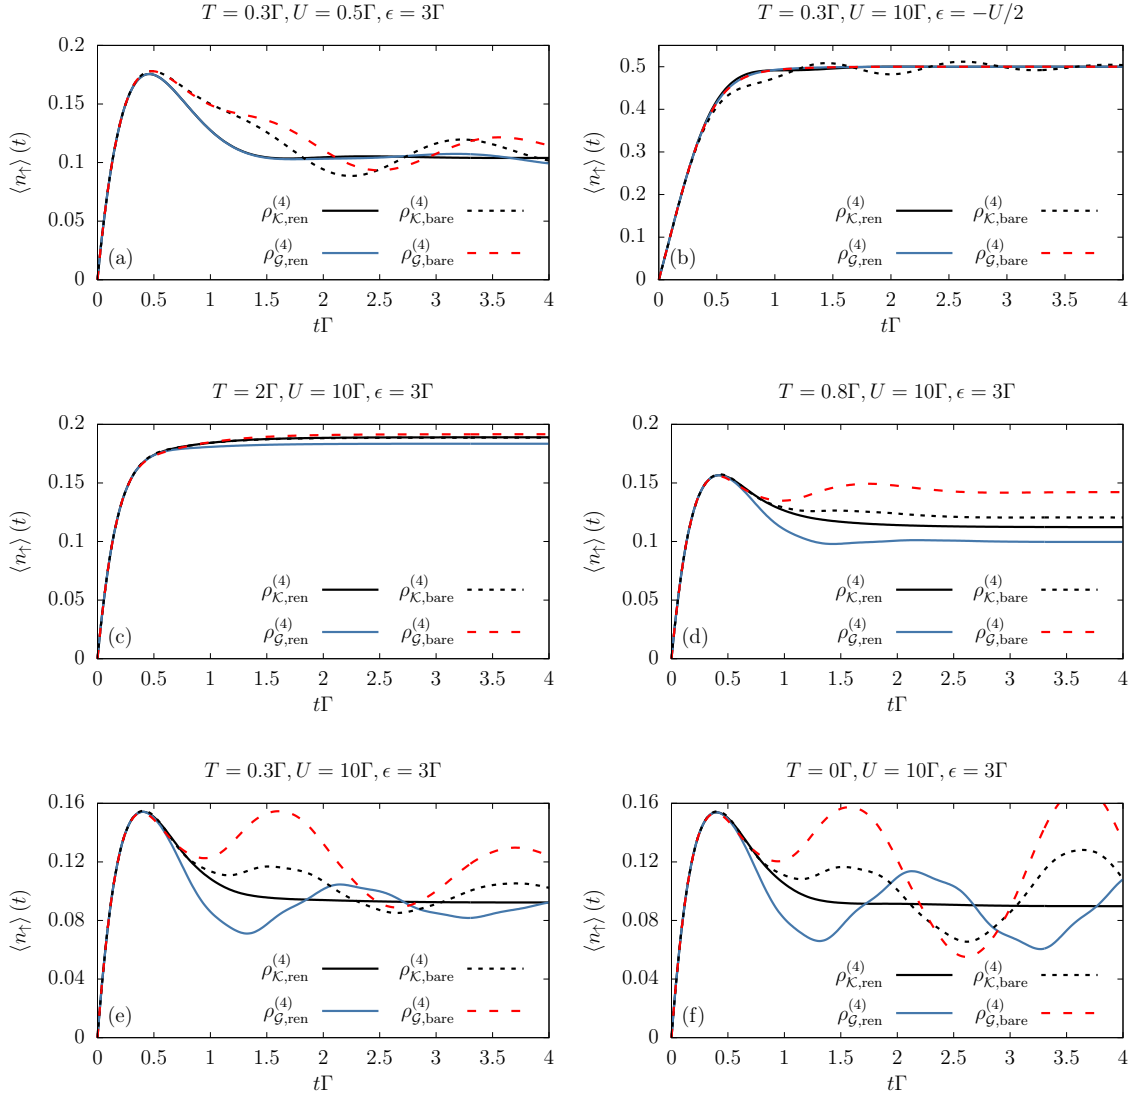 T = 0.3Γ, U = 0.5Γ, ϵ = 3Γ
0.2
0.15
0.1
0.05
0
⟨n↑⟩ (t)
ρ(4)K,ren
ρ(4)K,bare
ρ(4)G,ren
ρ(4)G,bare
(a)
0 0.5 1 1.5 2 2.5 3 3.5 4
tΓ
T = 0.3Γ, U = 10Γ, ϵ = −U/2
0.5
0.4
0.3
0.2
0.1
0
⟨n↑⟩ (t)
ρ(4)K,ren
ρ(4)K,bare
ρ(4)G,ren
ρ(4)G,bare
(b)
0 0.5 1 1.5 2 2.5 3 3.5 4
tΓ
T = 2Γ, U = 10Γ, ϵ = 3Γ
0.2
0.15
0.1
0.05
0
⟨n↑⟩ (t)
ρ(4)K,ren
ρ(4)K,bare
ρ(4)G,ren
ρ(4)G,bare
(c)
0 0.5 1 1.5 2 2.5 3 3.5 4
tΓ
T = 0.8Γ, U = 10Γ, ϵ = 3Γ
0.2
0.15
0.1
0.05
0
⟨n↑⟩ (t)
ρ(4)K,ren
ρ(4)K,bare
ρ(4)G,ren
ρ(4)G,bare
(d)
0 0.5 1 1.5 2 2.5 3 3.5 4
tΓ
T = 0.3Γ, U = 10Γ, ϵ = 3Γ
0.16
0.12
0.08
0.04
0
⟨n↑⟩ (t)
ρ(4)K,ren
ρ(4)K,bare
ρ(4)G,ren
ρ(4)G,bare
(e)
0 0.5 1 1.5 2 2.5 3 3.5 4
tΓ
T = 0Γ, U = 10Γ, ϵ = 3Γ
0.16
0.12
0.08
0.04
0
⟨n↑⟩ (t)
ρ(4)K,ren
ρ(4)K,bare
ρ(4)G,ren
ρ(4)G,bare
(f)
0 0.5 1 1.5 2 2.5 3 3.5 4
tΓ